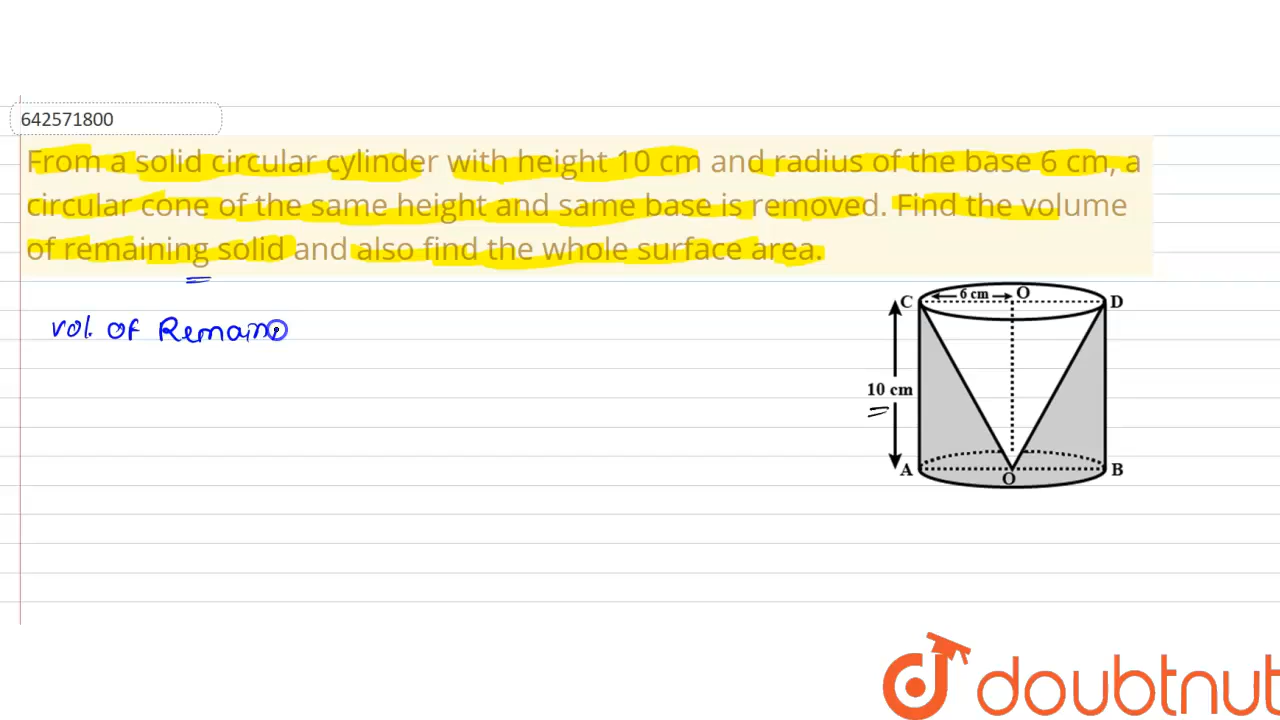 642571800
From a solid circular cylinder with height 10 cm and radius of the base 6 cm, a
circular cone of the same height and same base is removed. Find the volume
of remaining solid and also find the whole surface area.
vol. of Remaino
C 6 cm O D
10 cm
A O B
doubtnut